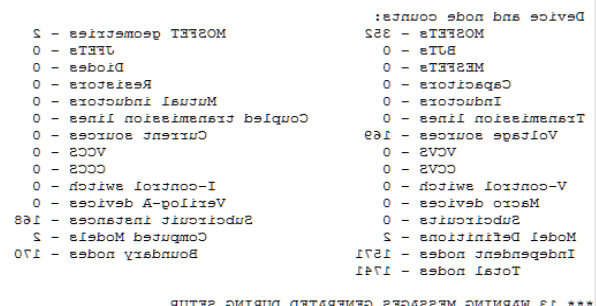 Device and node counts:
MOSFETs - 352 MOSFET geometries - 2
BJTs - 0 JFETs - 0
MESFETs - 0 Diodes - 0
Capacitors - 0 Resistors - 0
Inductors - 0 Mutual inductors - 0
Transmission lines - 0 Coupled transmission lines - 0
Voltage sources - 169 Current sources - 0
VCVS - 0 VCCS - 0
CCVS - 0 CCCS - 0
V-control switch - 0 I-control switch - 0
Macro devices - 0 Verilog-A devices - 0
Subcircuits - 0 Subcircuit instances - 168
Model Definitions - 2 Computed Models - 2
Independent nodes - 1571 Boundary nodes - 170
Total nodes - 1741
*** 13 WARNING MESSAGES GENERATED DURING SETUP